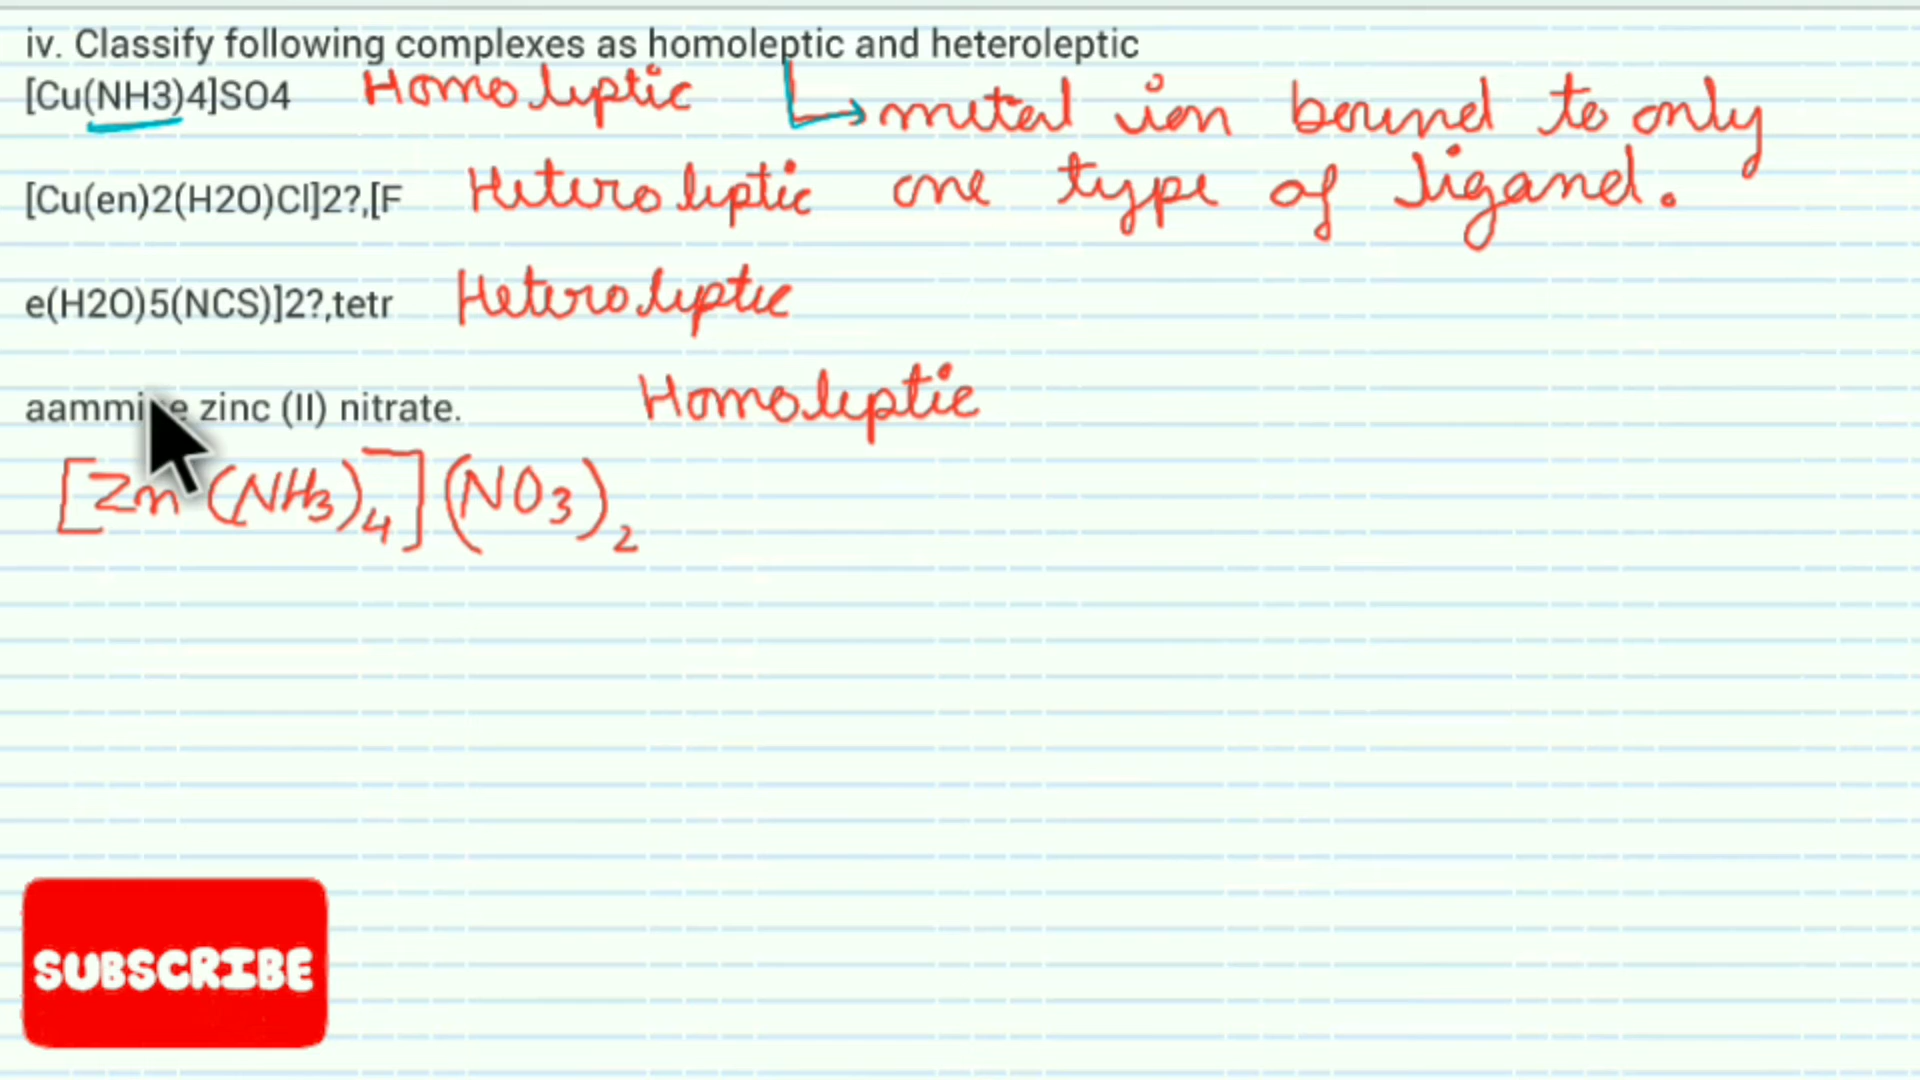 iv. Classify following complexes as homoleptic and heteroleptic
[Cu(NH3)4]SO4 Homoleptic ↳ metal ion bound to only
[Cu(en)2(H2O)Cl]2?,[F Heteroleptic one type of ligand.
e(H2O)5(NCS)]2?,tetr Heteroleptic
aammine zinc (II) nitrate. Homoleptic
[Zn(NH3)4](NO3)2
SUBSCRIBE